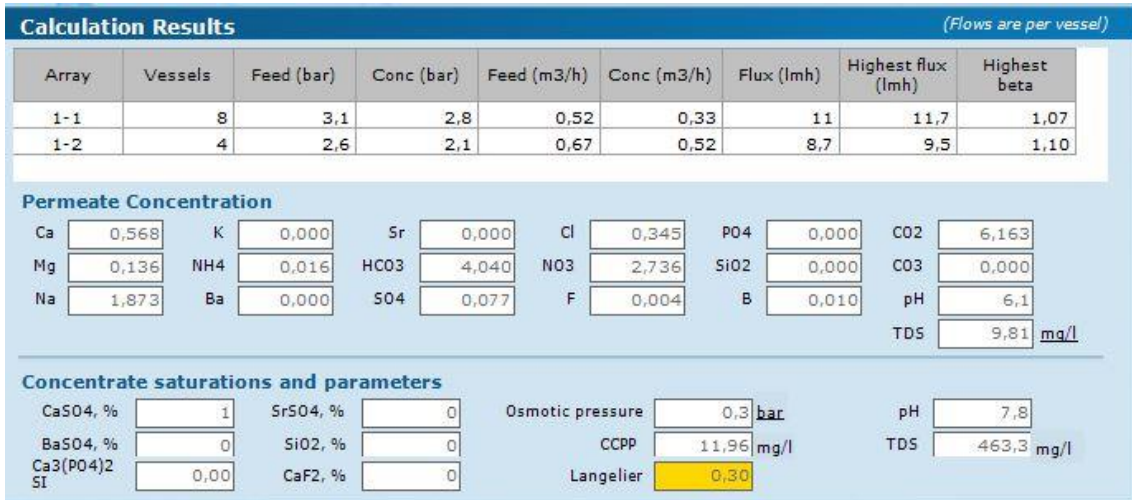 Calculation Results (Flows are per vessel)
Array Vessels Feed (bar) Conc (bar) Feed (m3/h) Conc (m3/h) Flux (lmh) Highest flux (lmh) Highest beta
1-1 8 3,1 2,8 0,52 0,33 11 11,7 1,07
1-2 4 2,6 2,1 0,67 0,52 8,7 9,5 1,10
Permeate Concentration
Ca 0,568 K 0,000 Sr 0,000 Cl 0,345 PO4 0,000 CO2 6,163
Mg 0,136 NH4 0,016 HCO3 4,040 NO3 2,736 SiO2 0,000 CO3 0,000
Na 1,873 Ba 0,000 SO4 0,077 F 0,004 B 0,010 pH 6,1
TDS 9,81 mg/l
Concentrate saturations and parameters
CaSO4, % 1 SrSO4, % 0 Osmotic pressure 0,3 bar pH 7,8
BaSO4, % 0 SiO2, % 0 CCPP 11,96 mg/l TDS 463,3 mg/l
Ca3(PO4)2 SI 0,00 CaF2, % 0 Langelier 0,30